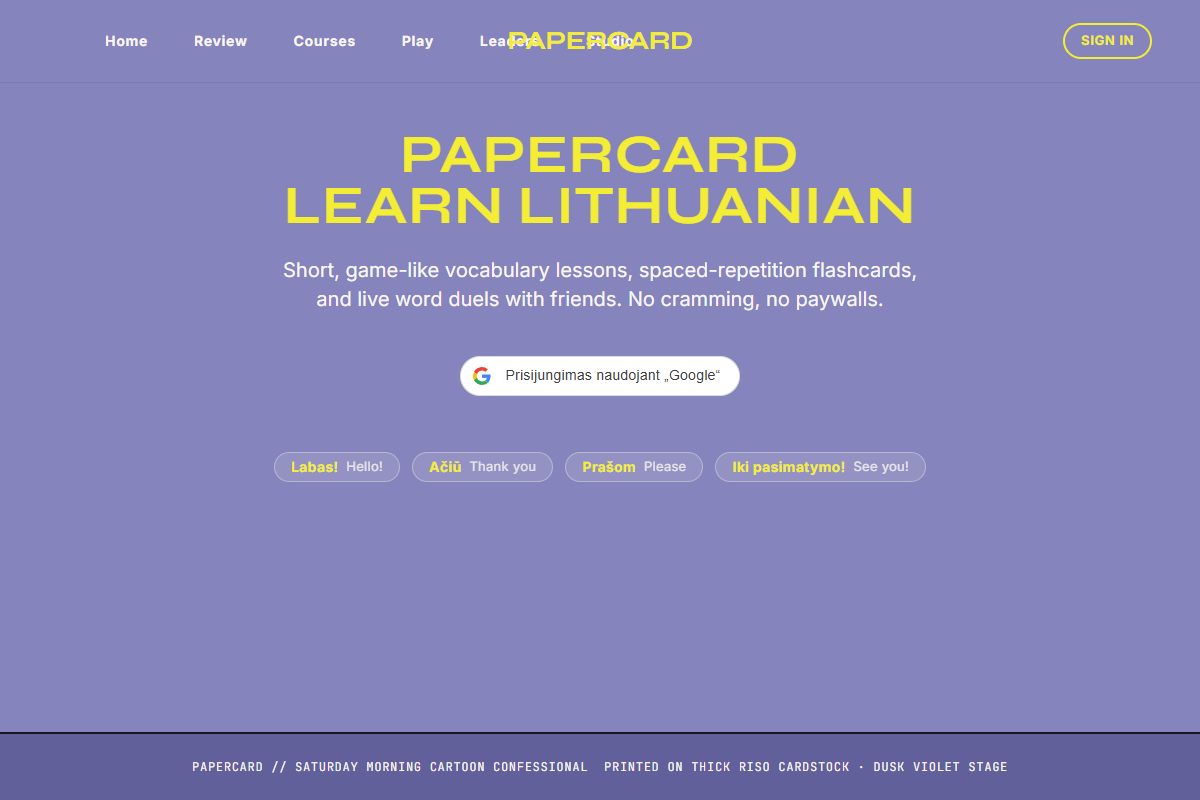 Home Review Courses Play Leaders Studio
PAPERCARD
SIGN IN
PAPERCARD
LEARN LITHUANIAN
Short, game-like vocabulary lessons, spaced-repetition flashcards,
and live word duels with friends. No cramming, no paywalls.
Prisijungimas naudojant „Google“
Labas! Hello!
Ačiū Thank you
Prašom Please
Iki pasimatymo! See you!
PAPERCARD // SATURDAY MORNING CARTOON CONFESSIONAL PRINTED ON THICK RISO CARDSTOCK · DUSK VIOLET STAGE